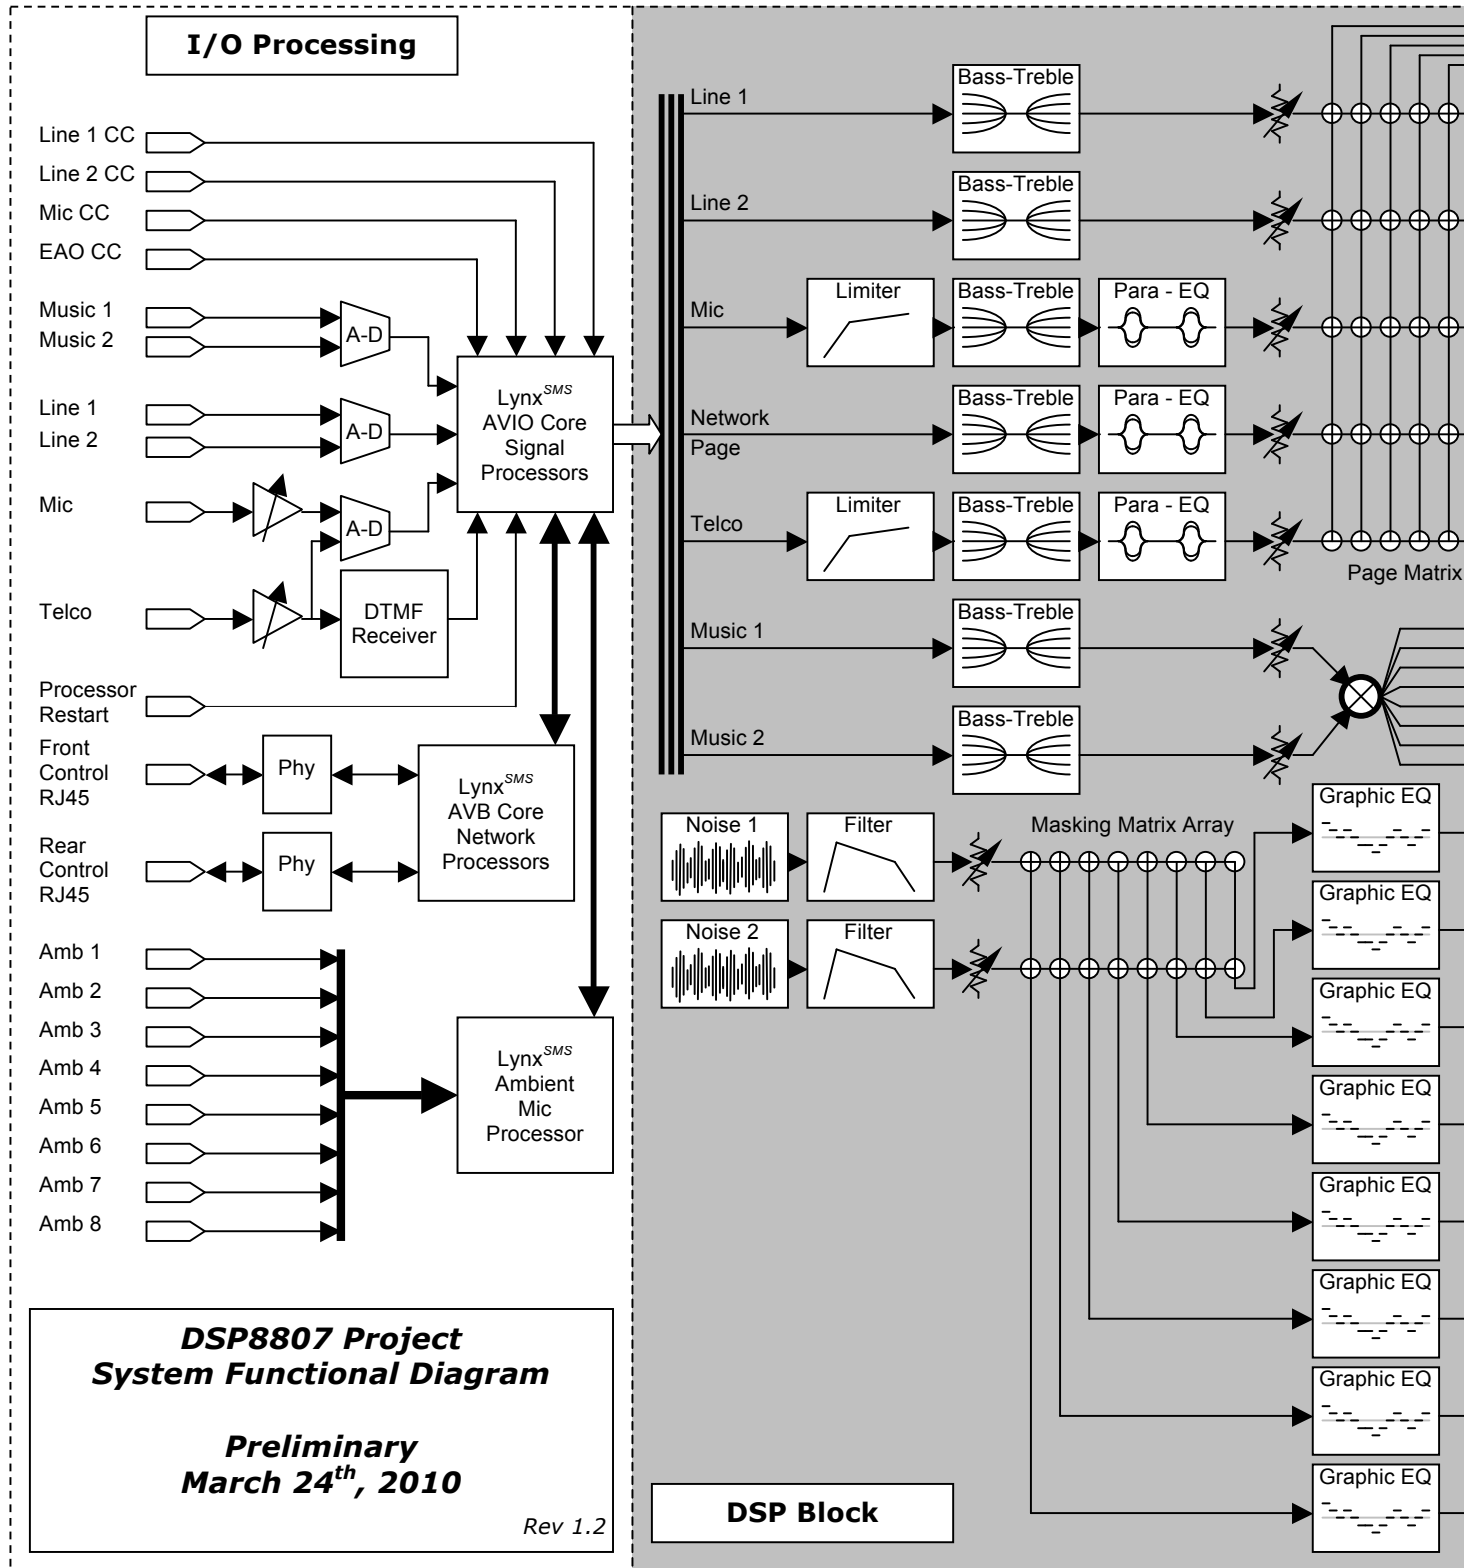 I/O Processing
Line 1 CC
Line 2 CC
Mic CC
EAO CC
Music 1
Music 2
A-D
Line 1
Line 2
A-D
Mic
A-D
Telco
DTMF
Receiver
Lynx^SMS
AVIO Core
Signal
Processors
Processor
Restart
Front
Control
RJ45
Phy
Rear
Control
RJ45
Phy
Lynx^SMS
AVB Core
Network
Processors
Amb 1
Amb 2
Amb 3
Amb 4
Amb 5
Amb 6
Amb 7
Amb 8
Lynx^SMS
Ambient
Mic
Processor
DSP8807 Project
System Functional Diagram
Preliminary
March 24th, 2010
Rev 1.2
Line 1
Bass-Treble
Line 2
Bass-Treble
Mic
Limiter
Bass-Treble
Para - EQ
Network
Page
Bass-Treble
Para - EQ
Telco
Limiter
Bass-Treble
Para - EQ
Page Matrix
Music 1
Bass-Treble
Music 2
Bass-Treble
Noise 1
Filter
Masking Matrix Array
Noise 2
Filter
Graphic EQ
Graphic EQ
Graphic EQ
Graphic EQ
Graphic EQ
Graphic EQ
Graphic EQ
Graphic EQ
DSP Block